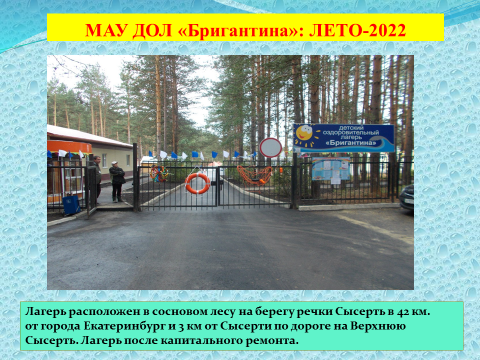 МАУ ДОЛ «Бригантина»: ЛЕТО-2022
детский
оздоровительный
лагерь
«Бригантина»
Лагерь расположен в сосновом лесу на берегу речки Сысерть в 42 км.
от города Екатеринбург и 3 км от Сысерти по дороге на Верхнюю
Сысерть. Лагерь после капитального ремонта.